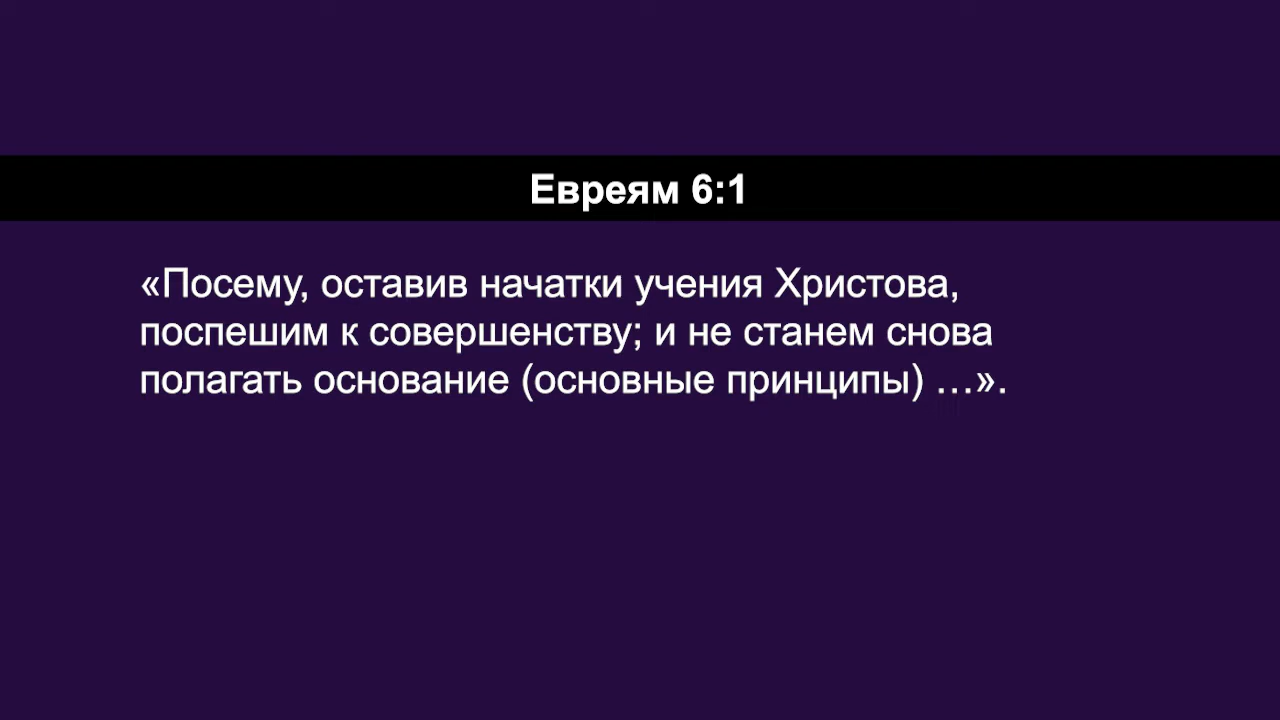 Евреям 6:1
«Посему, оставив начатки учения Христова,
поспешим к совершенству; и не станем снова
полагать основание (основные принципы) …».